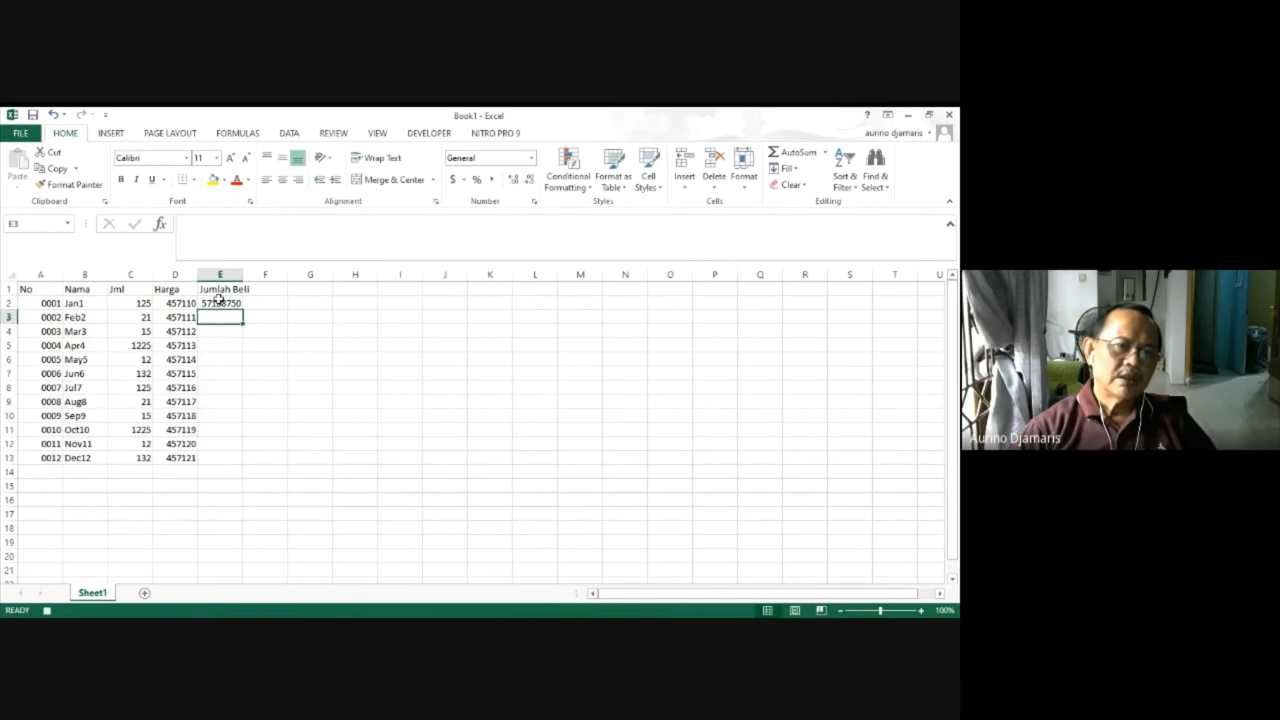 Book1 - Excel
FILE HOME INSERT PAGE LAYOUT FORMULAS DATA REVIEW VIEW DEVELOPER NITRO PRO 9 aurino djamaris
Paste Cut Copy Format Painter Clipboard
Calibri 11 B I U Font
Wrap Text Merge & Center Alignment
General $ % Number
Conditional Formatting Format as Table Cell Styles Styles
Insert Delete Format Cells
AutoSum Fill Clear Sort & Filter Find & Select Editing
E3 fx
A B C D E F G H I J K L M N O P Q R S T U
1 No Nama Jml Harga Jumlah Beli
2 0001 Jan1 125 457110
3 0002 Feb2 21 457111
4 0003 Mar3 15 457112
5 0004 Apr4 1225 457113
6 0005 May5 12 457114
7 0006 Jun6 132 457115
8 0007 Jul7 125 457116
9 0008 Aug8 21 457117
10 0009 Sep9 15 457118
11 0010 Oct10 1225 457119
12 0011 Nov11 12 457120
13 0012 Dec12 132 457121
14
15
16
17
18
19
20
21
Sheet1
READY 100%
Aurino Djamaris